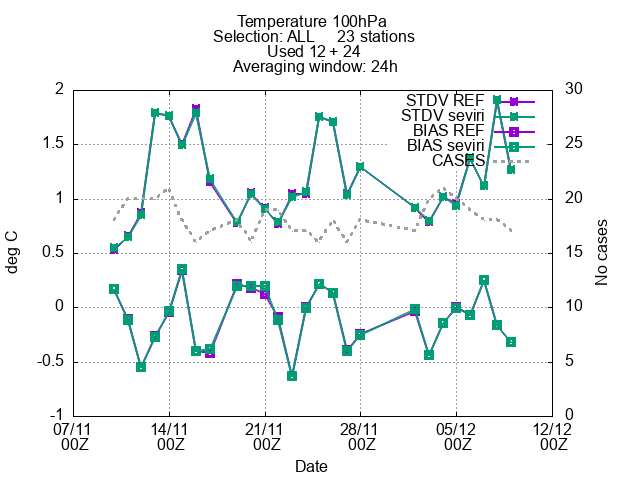 Temperature 100hPa
Selection: ALL 23 stations
Used 12 + 24
Averaging window: 24h
STDV REF
STDV seviri
BIAS REF
BIAS seviri
CASES
deg C
2
1.5
1
0.5
0
-0.5
-1
No cases
30
25
20
15
10
5
0
07/11 14/11 21/11 28/11 05/12 12/12
00Z 00Z 00Z 00Z 00Z 00Z
Date